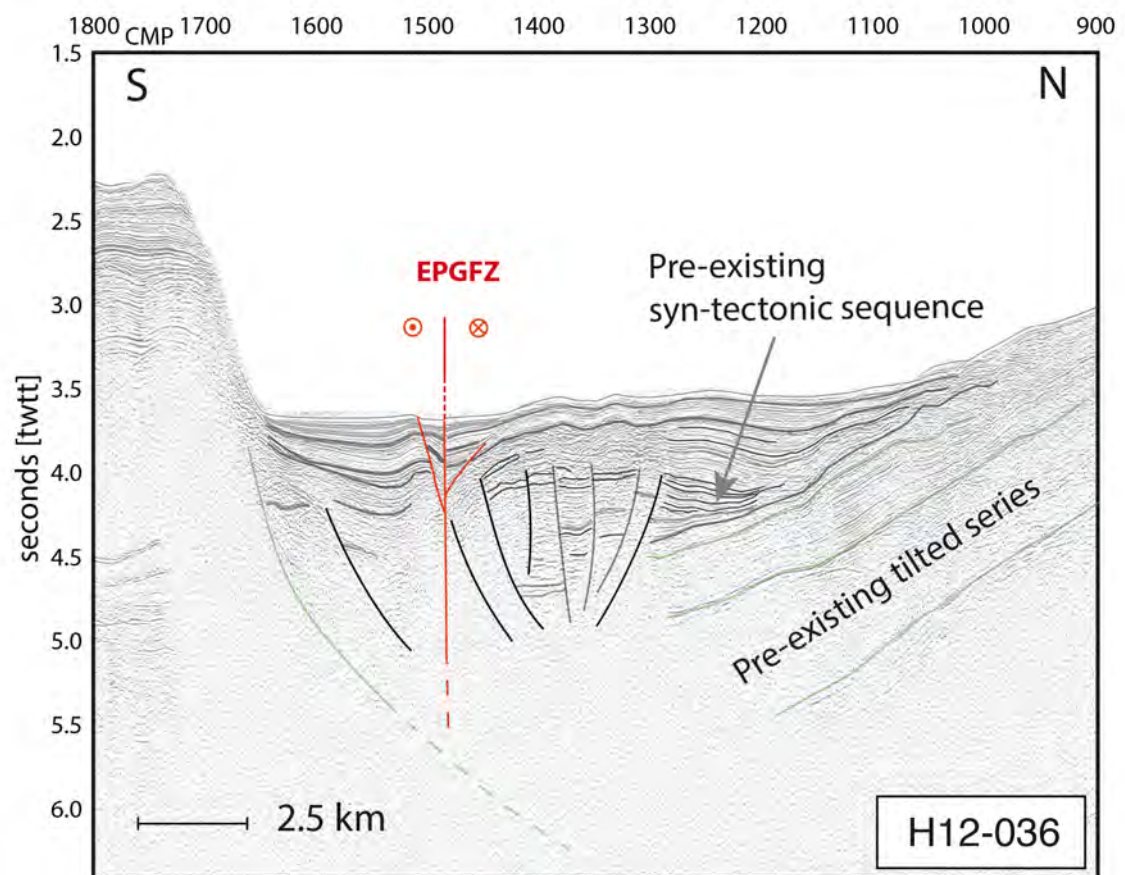 1800 CMP 1700 1600 1500 1400 1300 1200 1100 1000 900
1.5
S
N
2.0
2.5
EPGFZ
Pre-existing
syn-tectonic sequence
3.0
3.5
seconds [twtt]
4.0
4.5
Pre-existing tilted series
5.0
5.5
6.0
2.5 km
H12-036